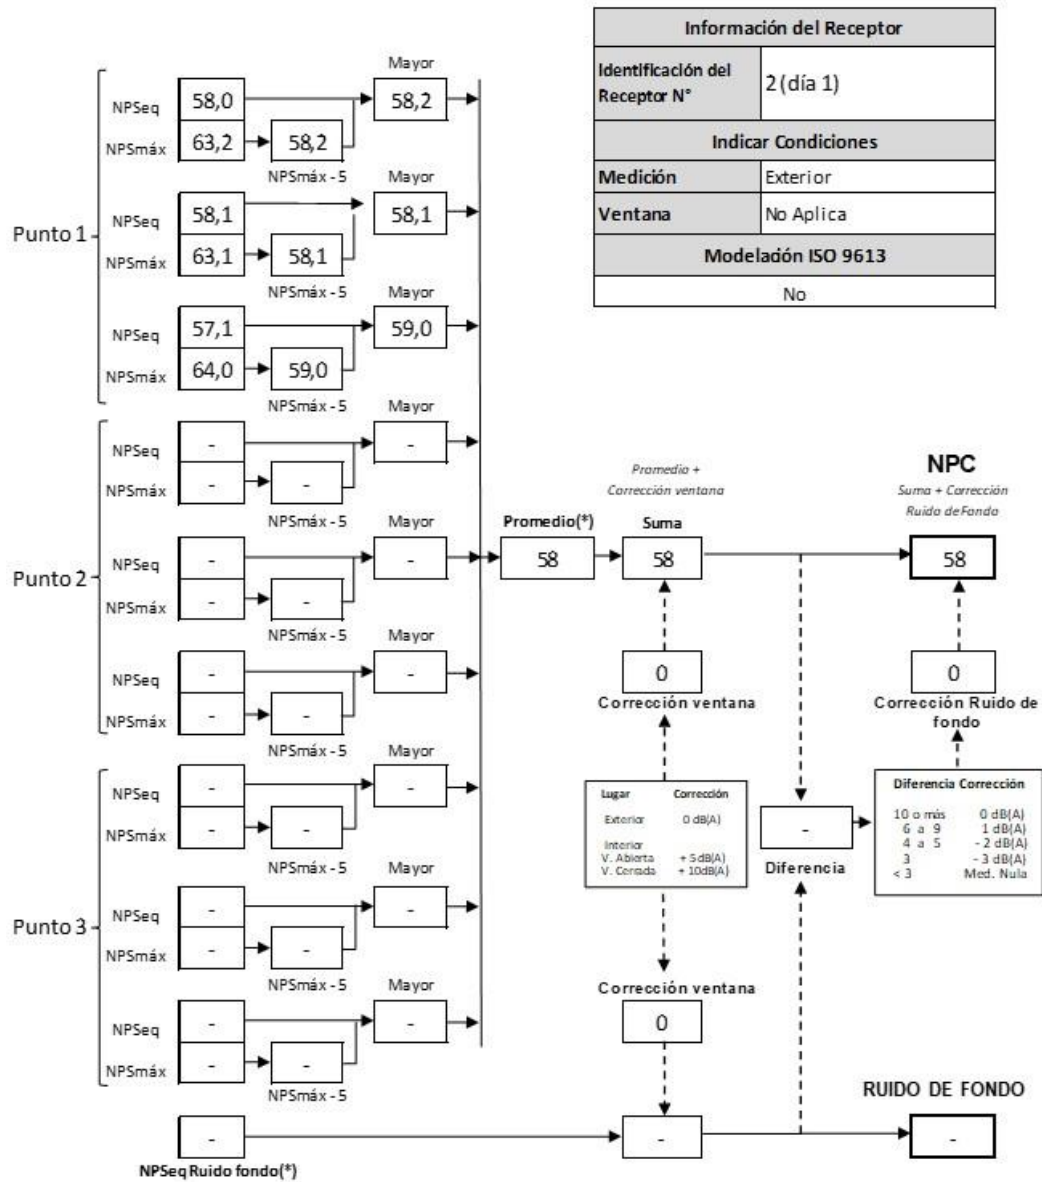 Información del Receptor
Identificación del Receptor N° 2 (día 1)
Indicar Condiciones
Medición Exterior
Ventana No Aplica
Modelación ISO 9613
No
Punto 1
Mayor
NPSeq 58,0 58,2
NPSmáx 63,2 58,2
NPSmáx - 5
Mayor
NPSeq 58,1 58,1
NPSmáx 63,1 58,1
NPSmáx - 5
Mayor
NPSeq 57,1 59,0
NPSmáx 64,0 59,0
NPSmáx - 5
Punto 2
Mayor
NPSeq - -
NPSmáx - -
NPSmáx - 5
Mayor
NPSeq - -
NPSmáx - -
NPSmáx - 5
Mayor
NPSeq - -
NPSmáx - -
NPSmáx - 5
Punto 3
Mayor
NPSeq - -
NPSmáx - -
NPSmáx - 5
Mayor
NPSeq - -
NPSmáx - -
NPSmáx - 5
Mayor
NPSeq - -
NPSmáx - -
NPSmáx - 5
-
NPSeq Ruido fondo(*)
Promedio(*)
58
Promedio +
Corrección ventana
Suma
58
0
Corrección ventana
Lugar Corrección
Exterior 0 dB(A)
Interior
V. Abierta + 5dB(A)
V. Cerrada + 10dB(A)
Corrección ventana
0
-
-
Diferencia
NPC
Suma + Corrección
Ruido de Fondo
58
0
Corrección Ruido de
fondo
Diferencia Corrección
10 o más 0 dB(A)
6 a 9 1 dB(A)
4 a 5 - 2 dB(A)
3 - 3 dB(A)
< 3 Med. Nula
RUIDO DE FONDO
-